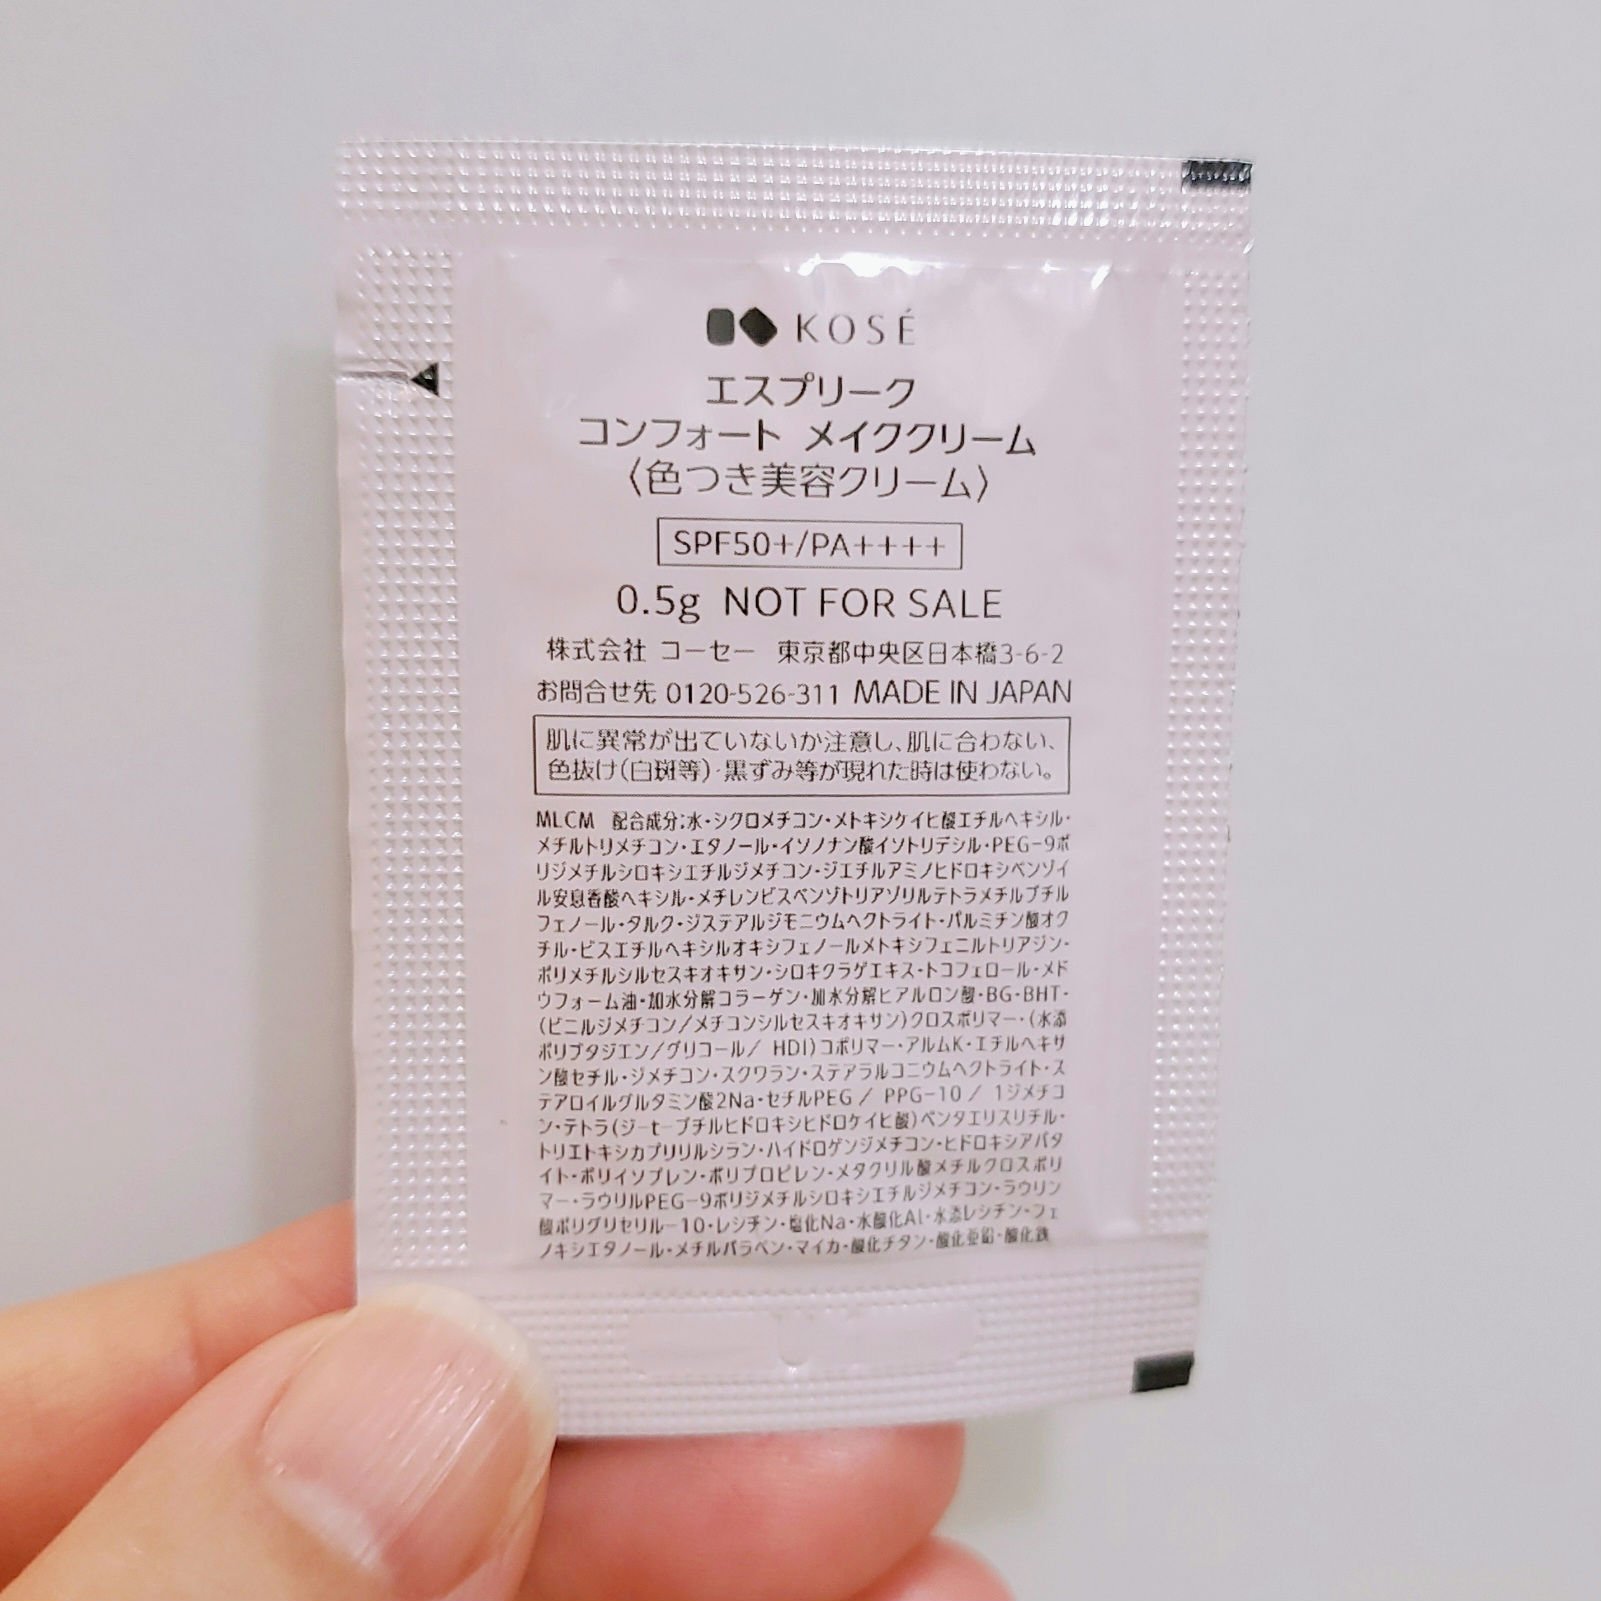 KOSÉ
エスプリーク
コンフォート メイククリーム
〈色つき美容クリーム〉
SPF50+/PA++++
0.5g NOT FOR SALE
株式会社 コーセー 東京都中央区日本橋3-6-2
お問合せ先 0120-526-311 MADE IN JAPAN
肌に異常が出ていないか注意し、肌に合わない、
色抜け(白斑等)・黒ずみ等が現れた時は使わない。
MLCM 配合成分:水・シクロメチコン・メトキシケイヒ酸エチルヘキシル・
メチルトリメチコン・エタノール・イソノナン酸イソトリデシル・PEG-9ポ
リジメチルシロキシエチルジメチコン・ジエチルアミノヒドロキシベンゾイ
ル安息香酸ヘキシル・メチレンビスベンゾトリアゾリルテトラメチルブチル
フェノール・タルク・ジステアルジモニウムヘクトライト・パルミチン酸オク
チル・ビスエチルヘキシルオキシフェノールメトキシフェニルトリアジン・
ポリメチルシルセスキオキサン・シロキクラゲエキス・トコフェロール・メド
ウフォーム油・加水分解コラーゲン・加水分解ヒアルロン酸・BG・BHT・
(ビニルジメチコン/メチコンシルセスキオキサン)クロスポリマー・(水添
ポリブタジエン/グリコール/ HDI)コポリマー・アルムK・エチルヘキサ
ン酸セチル・ジメチコン・スクワラン・ステアラルコニウムヘクトライト・ス
テアロイルグルタミン酸2Na・セチルPEG / PPG-10 / 1ジメチコ
ン・テトラ(ジ-t-ブチルヒドロキシヒドロケイヒ酸)ペンタエリスリチル・
トリエトキシカプリリルシラン・ハイドロゲンジメチコン・ヒドロキシアパタ
イト・ポリイソプレン・ポリプロピレン・メタクリル酸メチルクロスポリ
マー・ラウリルPEG-9ポリジメチルシロキシエチルジメチコン・ラウリン
酸ポリグリセリル-10・レシチン・塩化Na・水酸化Al・水添レシチン・フェ
ノキシエタノール・メチルパラベン・マイカ・酸化チタン・酸化亜鉛・酸化鉄